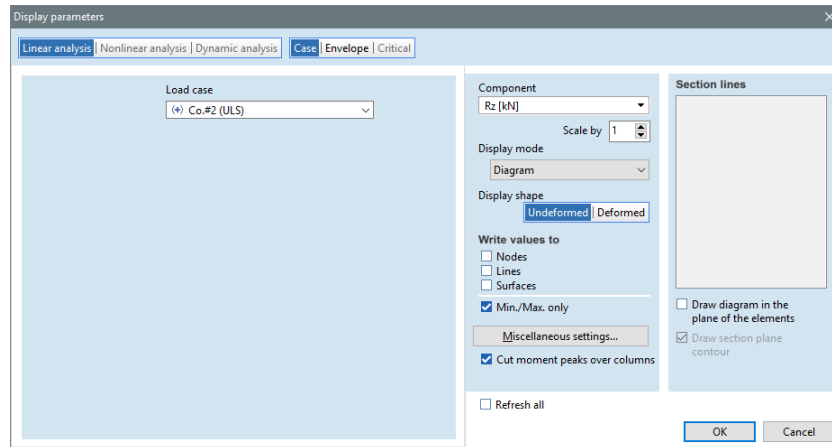 Display parameters
Linear analysis | Nonlinear analysis | Dynamic analysis
Case | Envelope | Critical
Load case
Co.#2 (ULS)
Component
Rz [kN]
Scale by 1
Display mode
Diagram
Display shape
Undeformed | Deformed
Write values to
Nodes
Lines
Surfaces
Min./Max. only
Miscellaneous settings...
Cut moment peaks over columns
Refresh all
Section lines
Draw diagram in the
plane of the elements
Draw section plane
contour
OK
Cancel